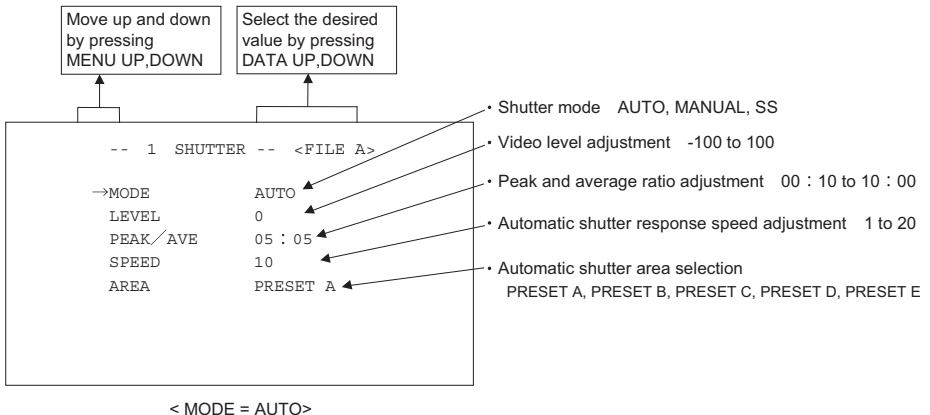 Move up and down
by pressing
MENU UP,DOWN
Select the desired
value by pressing
DATA UP,DOWN
-- 1 SHUTTER -- <FILE A>
→MODE AUTO
LEVEL 0
PEAK／AVE 05：05
SPEED 10
AREA PRESET A
・Shutter mode AUTO, MANUAL, SS
・Video level adjustment -100 to 100
・Peak and average ratio adjustment 00：10 to 10：00
・Automatic shutter response speed adjustment 1 to 20
・Automatic shutter area selection
PRESET A, PRESET B, PRESET C, PRESET D, PRESET E
< MODE = AUTO>